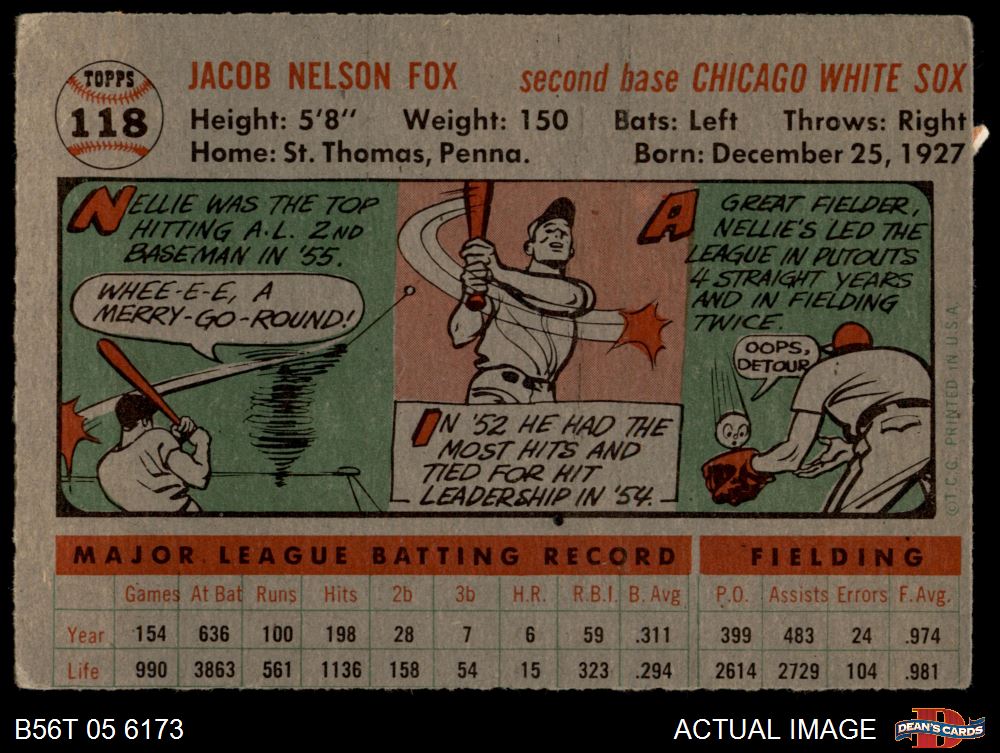 TOPPS
118
JACOB NELSON FOX second base CHICAGO WHITE SOX
Height: 5'8" Weight: 150 Bats: Left Throws: Right
Home: St. Thomas, Penna. Born: December 25, 1927
NELLIE WAS THE TOP
HITTING A.L. 2ND
BASEMAN IN '55.
WHEE-E-E, A
MERRY-GO-ROUND!
IN '52 HE HAD THE
MOST HITS AND
TIED FOR HIT
LEADERSHIP IN '54.
A GREAT FIELDER,
NELLIE'S LED THE
LEAGUE IN PUTOUTS
4 STRAIGHT YEARS
AND IN FIELDING
TWICE.
OOPS,
DETOUR
© T.C.G. PRINTED IN U.S.A.
MAJOR LEAGUE BATTING RECORD FIELDING
Games At Bat Runs Hits 2b 3b H.R. R.B.I. B. Avg. P.O. Assists Errors F. Avg.
Year 154 636 100 198 28 7 6 59 .311 399 483 24 .974
Life 990 3863 561 1136 158 54 15 323 .294 2614 2729 104 .981
B56T 05 6173 ACTUAL IMAGE
D
DEAN'S CARDS